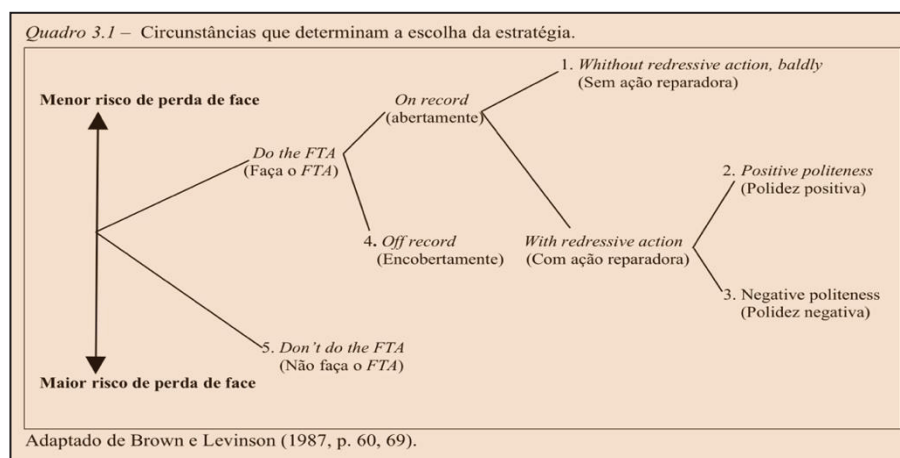 Quadro 3.1 – Circunstâncias que determinam a escolha da estratégia.
1. Whithout redressive action, baldly
(Sem ação reparadora)
Menor risco de perda de face
On record
(abertamente)
Do the FTA
(Faça o FTA)
2. Positive politeness
(Polidez positiva)
4. Off record
(Encobertamente)
With redressive action
(Com ação reparadora)
3. Negative politeness
(Polidez negativa)
5. Don't do the FTA
(Não faça o FTA)
Maior risco de perda de face
Adaptado de Brown e Levinson (1987, p. 60, 69).